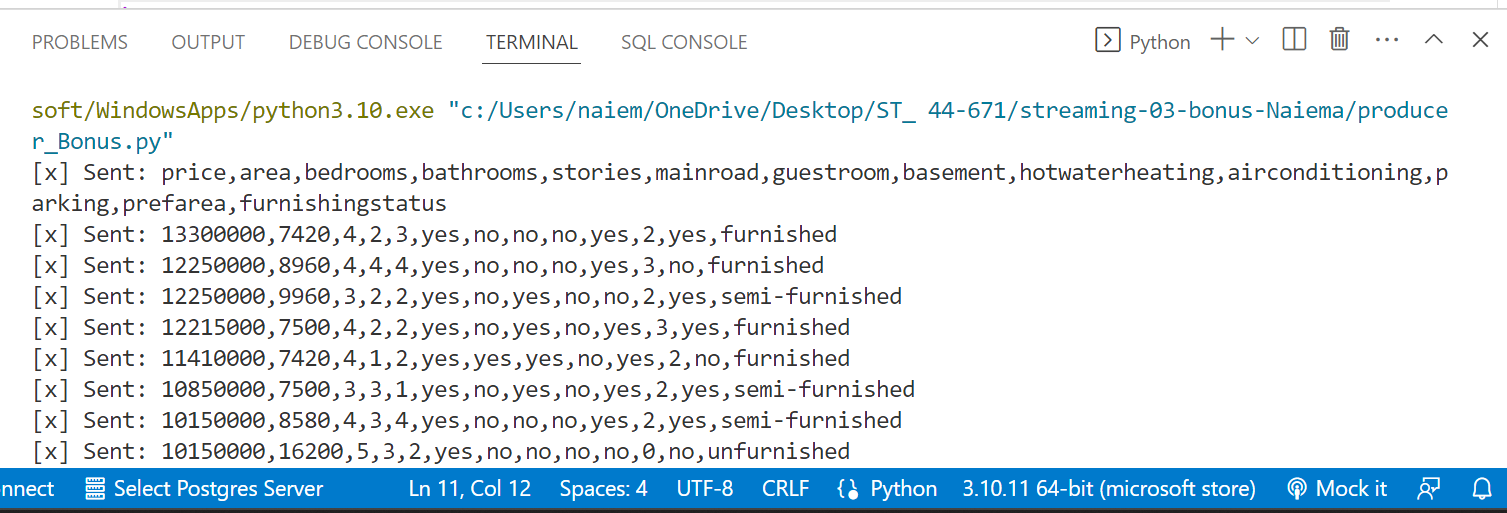 PROBLEMS OUTPUT DEBUG CONSOLE TERMINAL SQL CONSOLE Python
soft/WindowsApps/python3.10.exe "c:/Users/naiem/OneDrive/Desktop/ST_ 44-671/streaming-03-bonus-Naiema/produce
r_Bonus.py"
[x] Sent: price,area,bedrooms,bathrooms,stories,mainroad,guestroom,basement,hotwaterheating,airconditioning,p
arking,prefarea,furnishingstatus
[x] Sent: 13300000,7420,4,2,3,yes,no,no,no,yes,2,yes,furnished
[x] Sent: 12250000,8960,4,4,4,yes,no,no,no,yes,3,no,furnished
[x] Sent: 12250000,9960,3,2,2,yes,no,yes,no,no,2,yes,semi-furnished
[x] Sent: 12215000,7500,4,2,2,yes,no,yes,no,yes,3,yes,furnished
[x] Sent: 11410000,7420,4,1,2,yes,yes,yes,no,yes,2,no,furnished
[x] Sent: 10850000,7500,3,3,1,yes,no,yes,no,yes,2,yes,semi-furnished
[x] Sent: 10150000,8580,4,3,4,yes,no,no,no,yes,2,yes,semi-furnished
[x] Sent: 10150000,16200,5,3,2,yes,no,no,no,no,0,no,unfurnished
nnect Select Postgres Server Ln 11, Col 12 Spaces: 4 UTF-8 CRLF Python 3.10.11 64-bit (microsoft store) Mock it